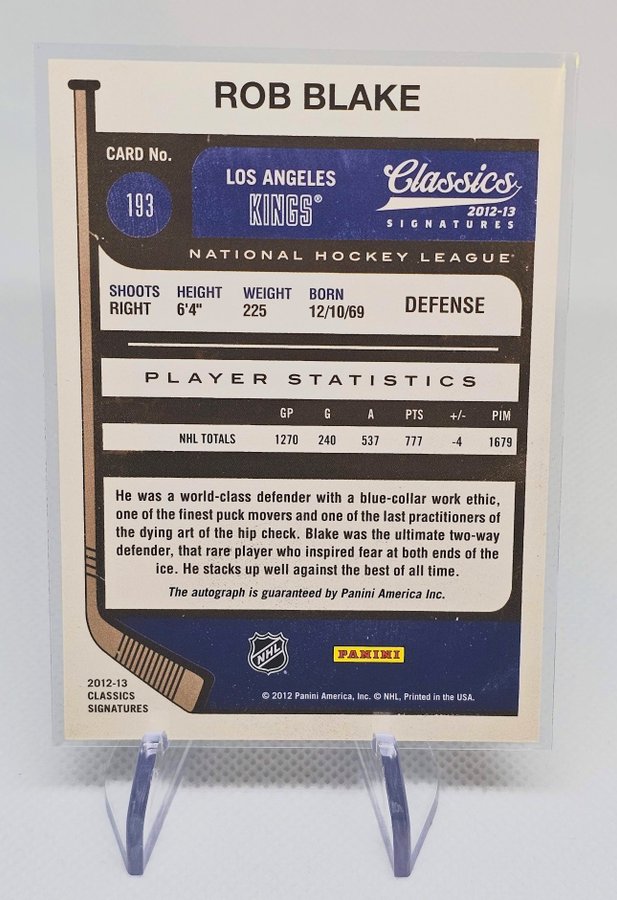 ROB BLAKE
CARD No.
193
LOS ANGELES
KINGS®
Classics
2012-13
SIGNATURES
NATIONAL HOCKEY LEAGUE
SHOOTS HEIGHT WEIGHT BORN
RIGHT 6'4" 225 12/10/69
DEFENSE
PLAYER STATISTICS
GP G A PTS +/- PIM
NHL TOTALS 1270 240 537 777 -4 1679
He was a world-class defender with a blue-collar work ethic,
one of the finest puck movers and one of the last practitioners of
the dying art of the hip check. Blake was the ultimate two-way
defender, that rare player who inspired fear at both ends of the
ice. He stacks up well against the best of all time.
The autograph is guaranteed by Panini America Inc.
NHL
PANINI
2012-13
CLASSICS
SIGNATURES
© 2012 Panini America, Inc. © NHL, Printed in the USA.